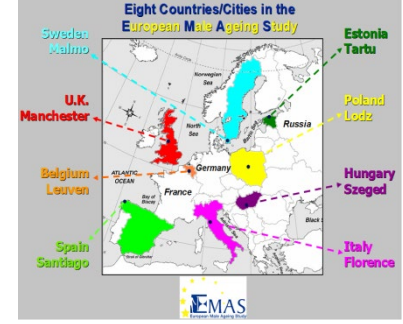 Eight Countries/Cities in the
European Male Ageing Study
Sweden
Malmo
Estonia
Tartu
Norwegian
Sea
U.K.
Manchester
Poland
Lodz
North
Sea
Russia
Belgium
Leuven
ATLANTIC
OCEAN
Germany
Hungary
Szeged
France
Bay of
Biscay
Black
Spain
Santiago
Italy
Florence
EMAS
European Male Ageing Study